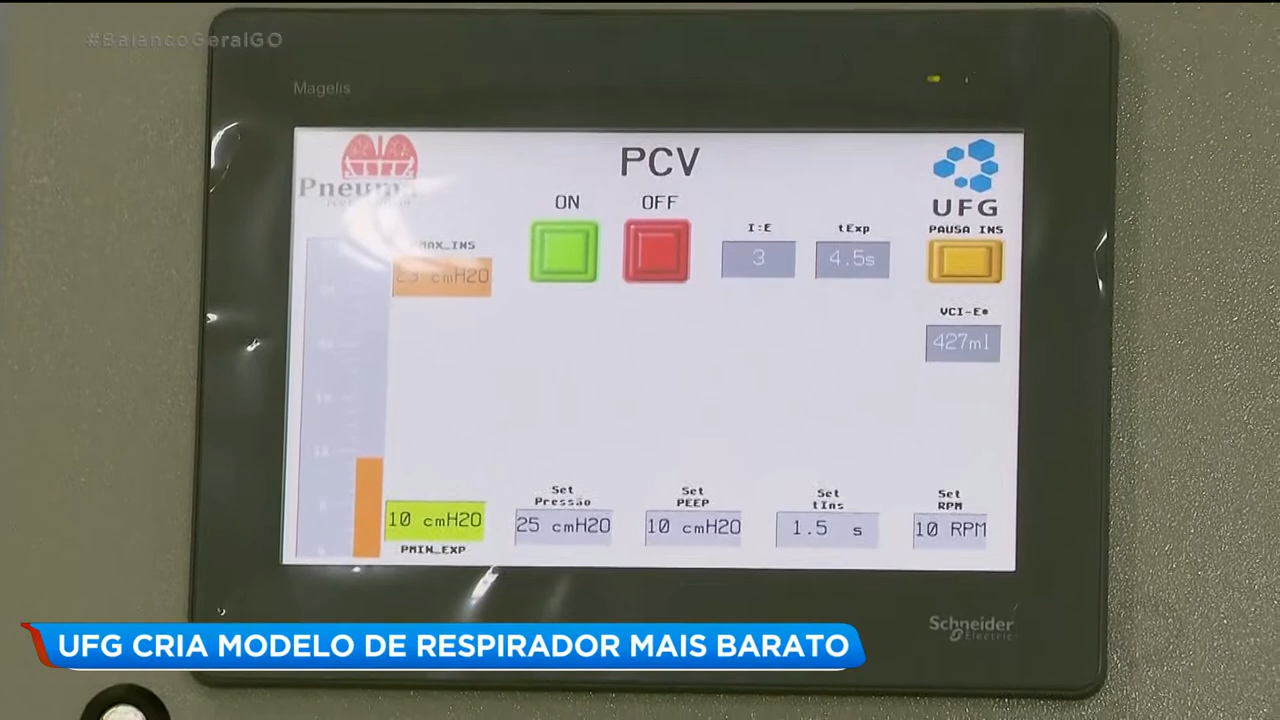 #BalancoGeralGO
Magelis
PCV
Pneuma
ON
OFF
I:E
tExp
UFG
PAUSA INS
3
4.5s
MAX_INS
cmH2O
VCI-E
427ml
10 cmH2O
PMIN_EXP
Set
Pressão
25 cmH2O
Set
PEEP
10 cmH2O
Set
tIns
1.5 s
Set
RPM
10 RPM
Schneider
Electric
UFG CRIA MODELO DE RESPIRADOR MAIS BARATO